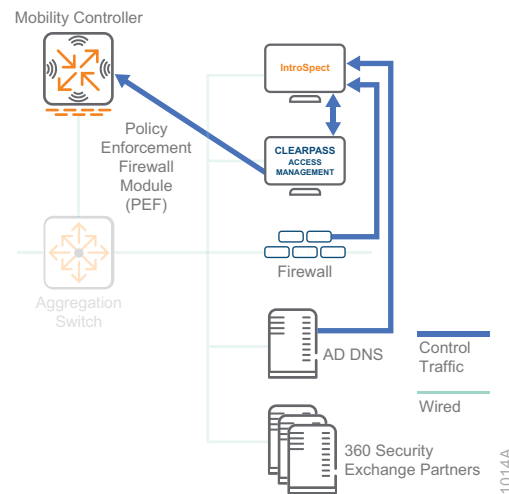 Mobility Controller
IntroSpect
Policy
Enforcement
Firewall
Module
(PEF)
CLEARPASS
ACCESS
MANAGEMENT
Firewall
Aggregation
Switch
AD DNS
Control
Traffic
Wired
360 Security
Exchange Partners
1014A